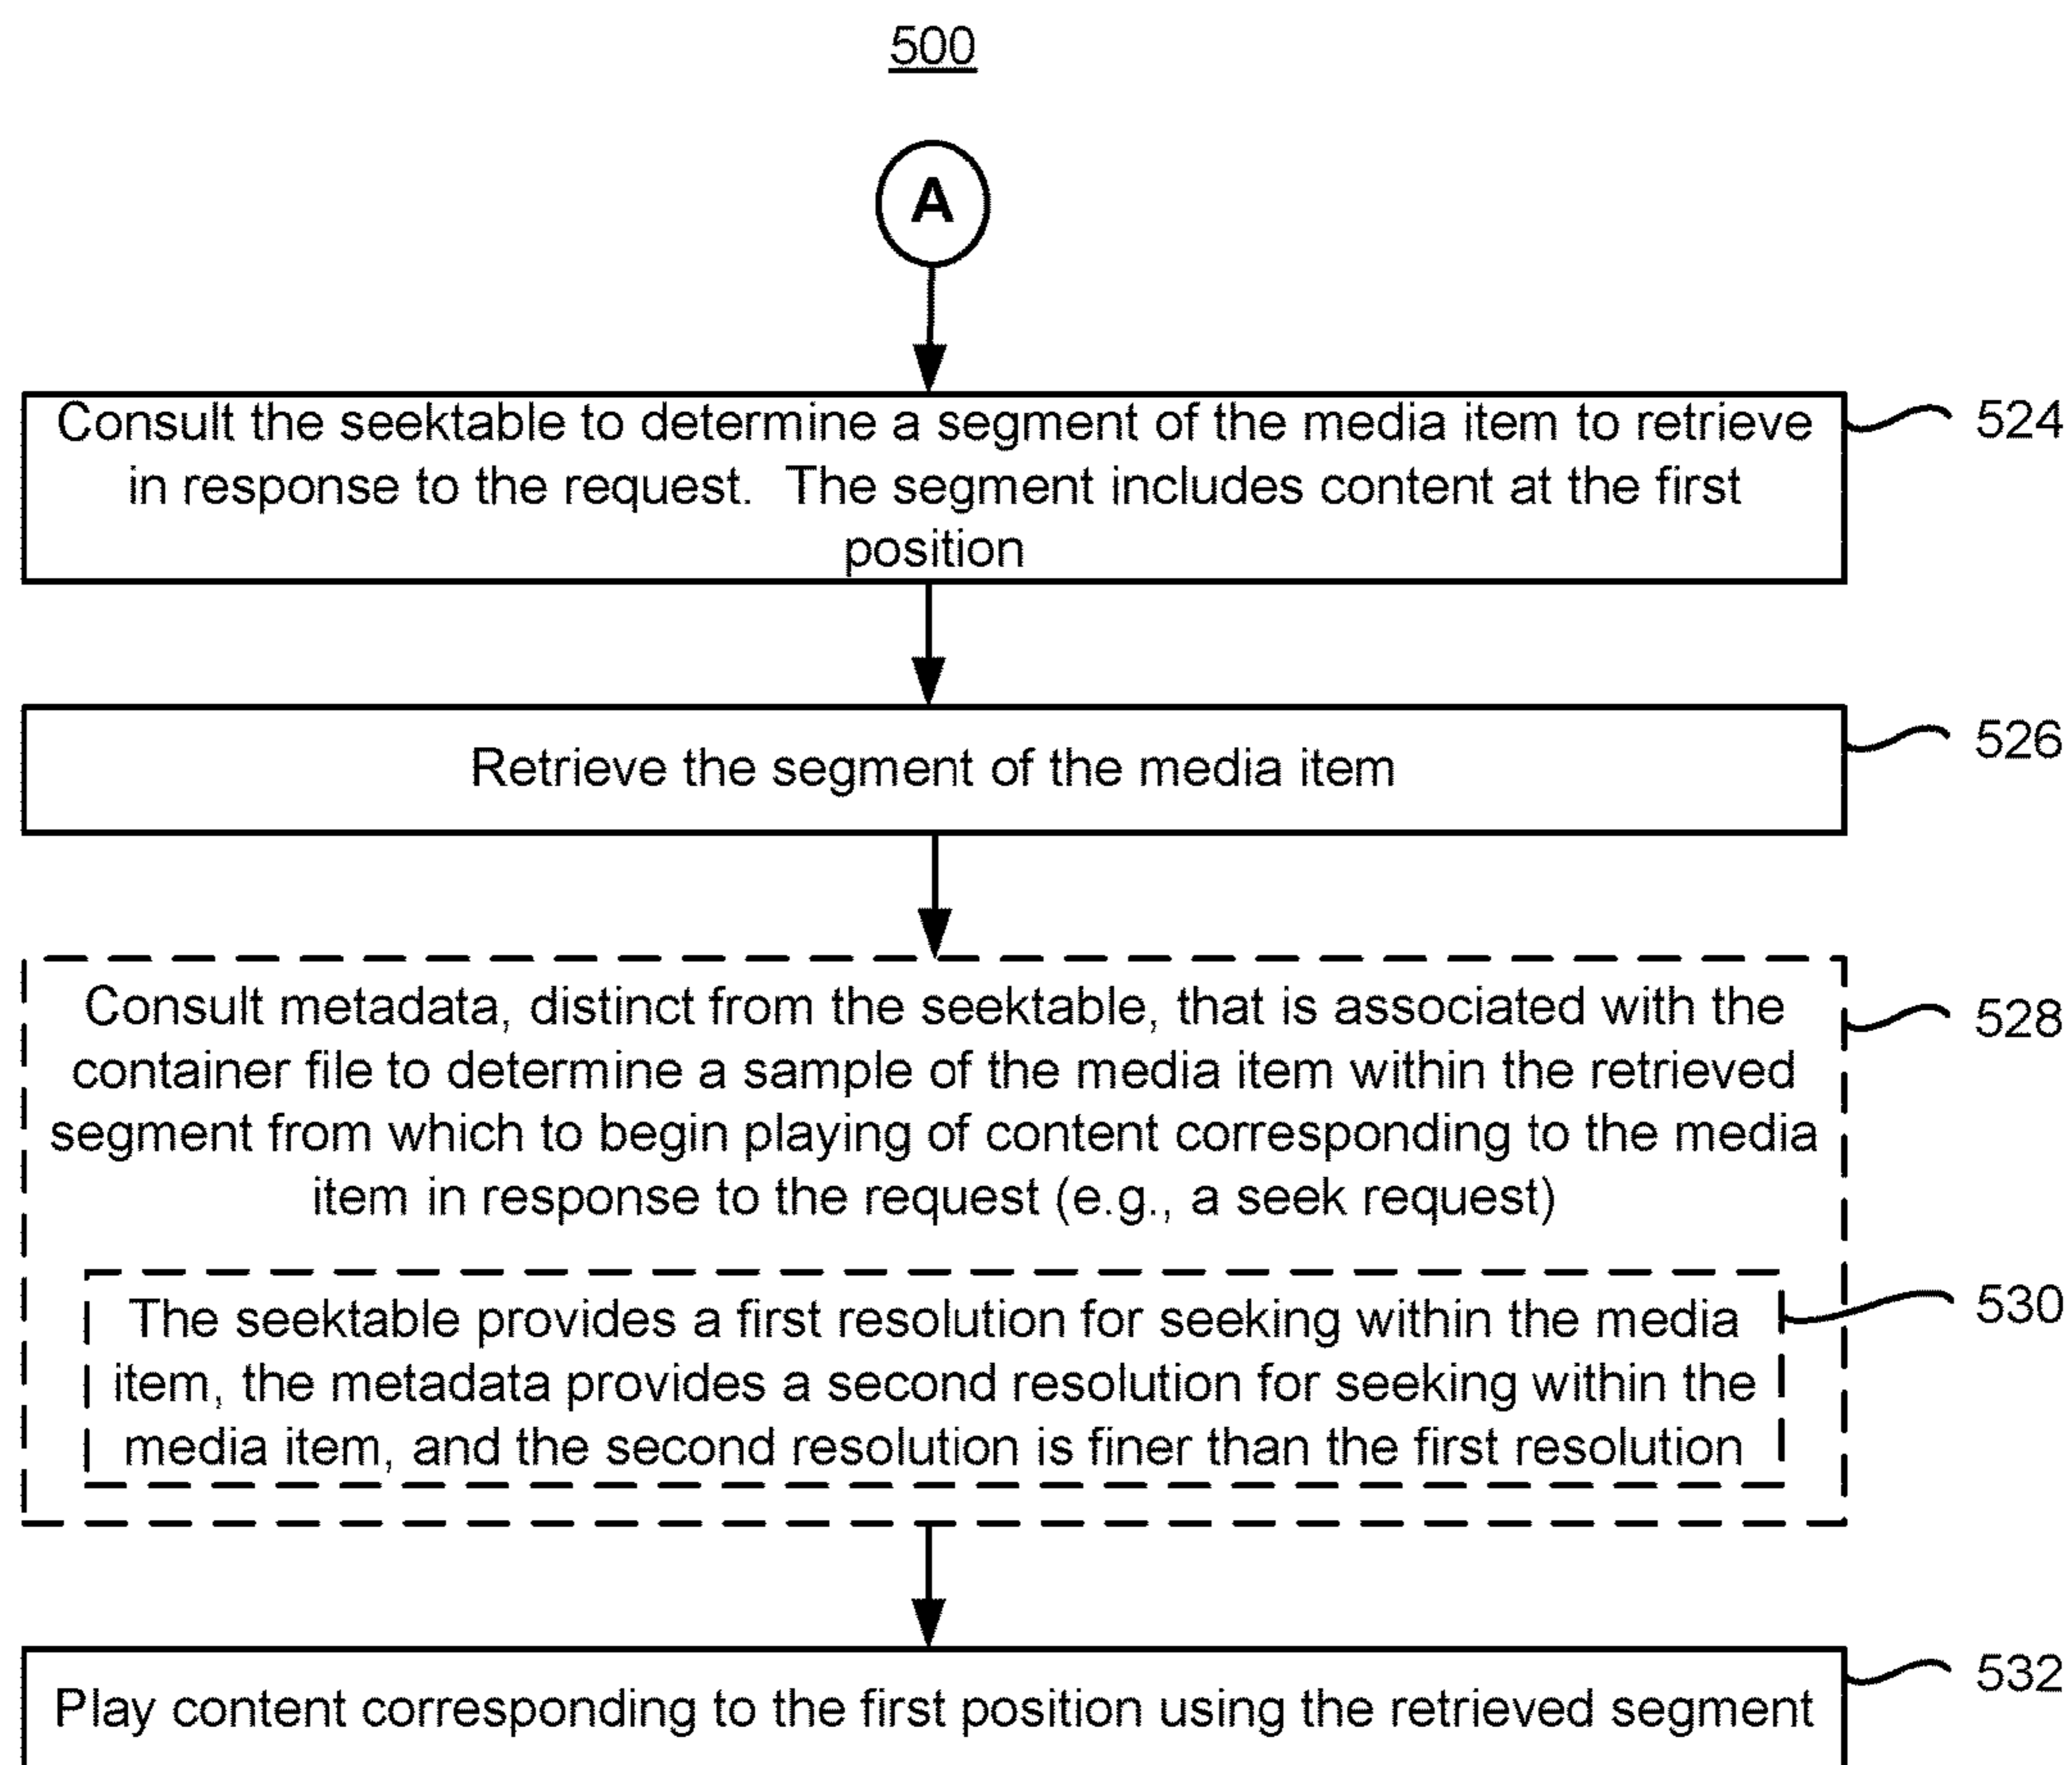 500
A
Consult the seektable to determine a segment of the media item to retrieve
in response to the request. The segment includes content at the first
position
524
Retrieve the segment of the media item
526
Consult metadata, distinct from the seektable, that is associated with the
container file to determine a sample of the media item within the retrieved
segment from which to begin playing of content corresponding to the media
item in response to the request (e.g., a seek request)
528
The seektable provides a first resolution for seeking within the media
item, the metadata provides a second resolution for seeking within the
media item, and the second resolution is finer than the first resolution
530
Play content corresponding to the first position using the retrieved segment
532